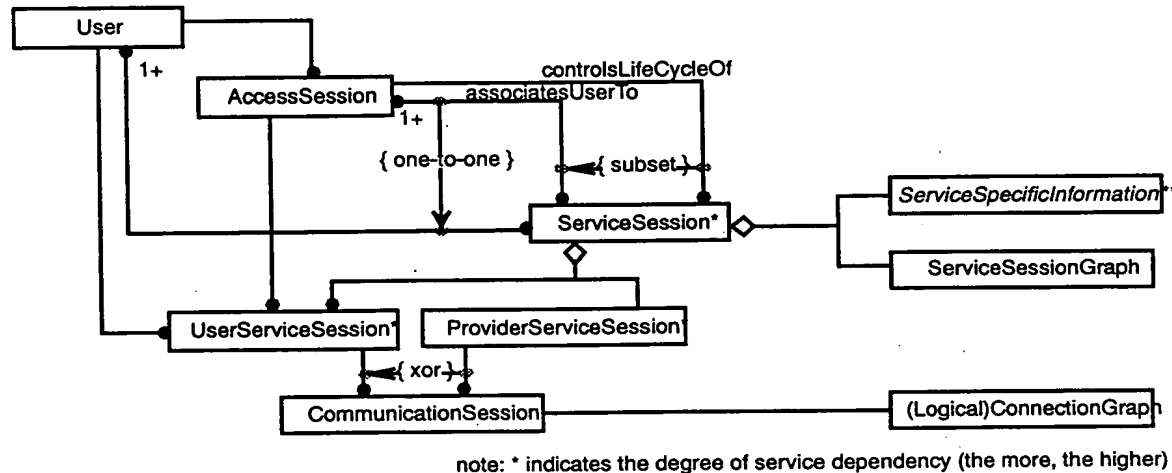 User
1+
controlsLifeCycleOf
AccessSession
associatesUserTo
1+
{ one-to-one }
{ subset }
ServiceSpecificInformation**
ServiceSession*
ServiceSessionGraph
UserServiceSession*
ProviderServiceSession*
{ xor }
CommunicationSession
(Logical)ConnectionGraph
note: * indicates the degree of service dependency (the more, the higher)